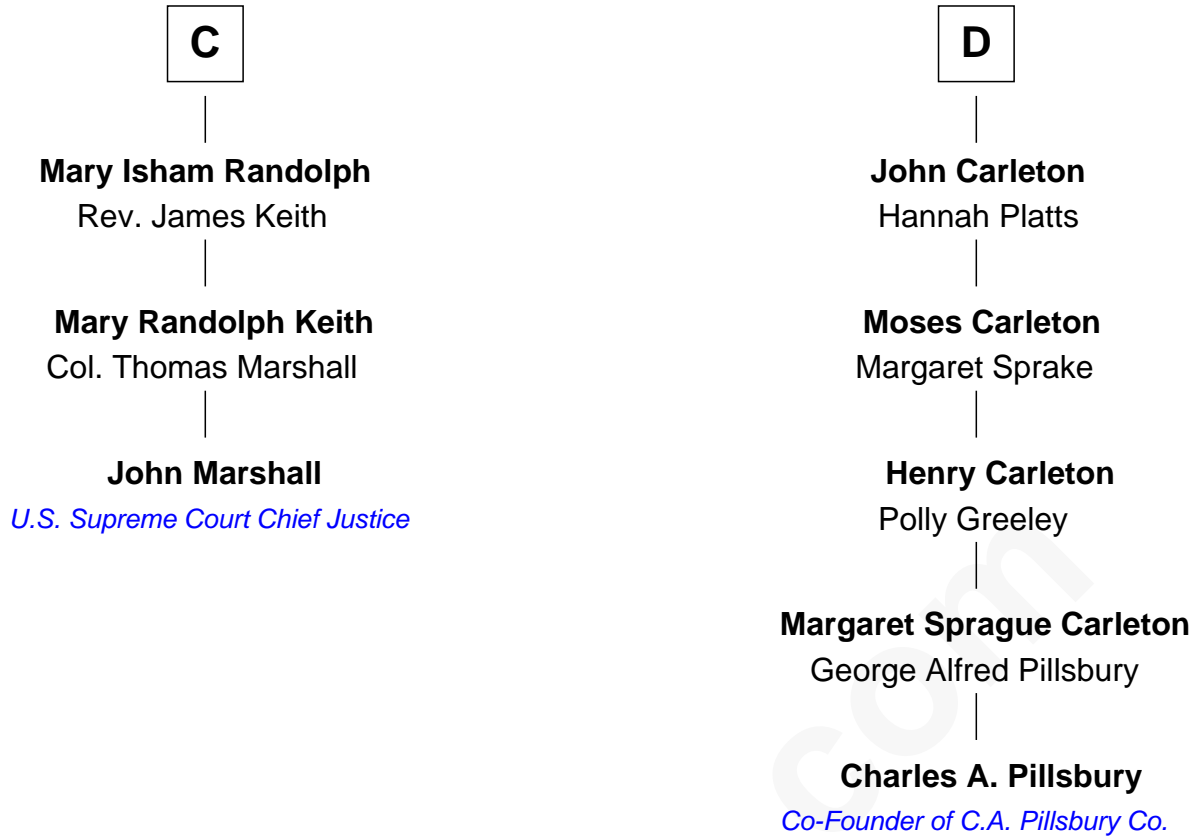 C
Mary Isham Randolph
Rev. James Keith
Mary Randolph Keith
Col. Thomas Marshall
John Marshall
U.S. Supreme Court Chief Justice
D
John Carleton
Hannah Platts
Moses Carleton
Margaret Sprake
Henry Carleton
Polly Greeley
Margaret Sprague Carleton
George Alfred Pillsbury
Charles A. Pillsbury
Co-Founder of C.A. Pillsbury Co.
com